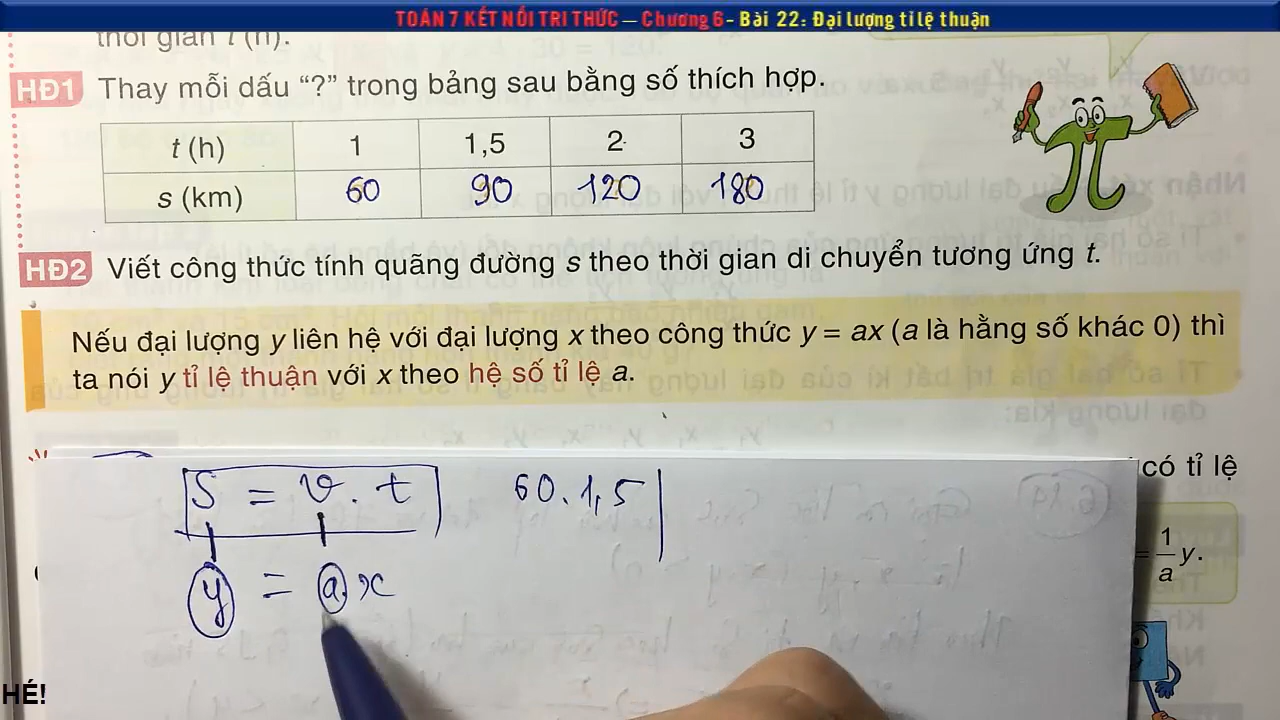 TOÁN 7 KẾT NỐI TRI THỨC – Chương 6- Bài 22: Đại lượng tỉ lệ thuận
thời gian t (h).
HĐ1 Thay mỗi dấu “?” trong bảng sau bằng số thích hợp.
t (h) 1 1,5 2 3
s (km) 60 90 120 180
HĐ2 Viết công thức tính quãng đường s theo thời gian di chuyển tương ứng t.
Nếu đại lượng y liên hệ với đại lượng x theo công thức y = ax (a là hằng số khác 0) thì
ta nói y tỉ lệ thuận với x theo hệ số tỉ lệ a.
có tỉ lệ
S = v . t 60.1,5
= 1/a y.
y = a.x
HÉ!